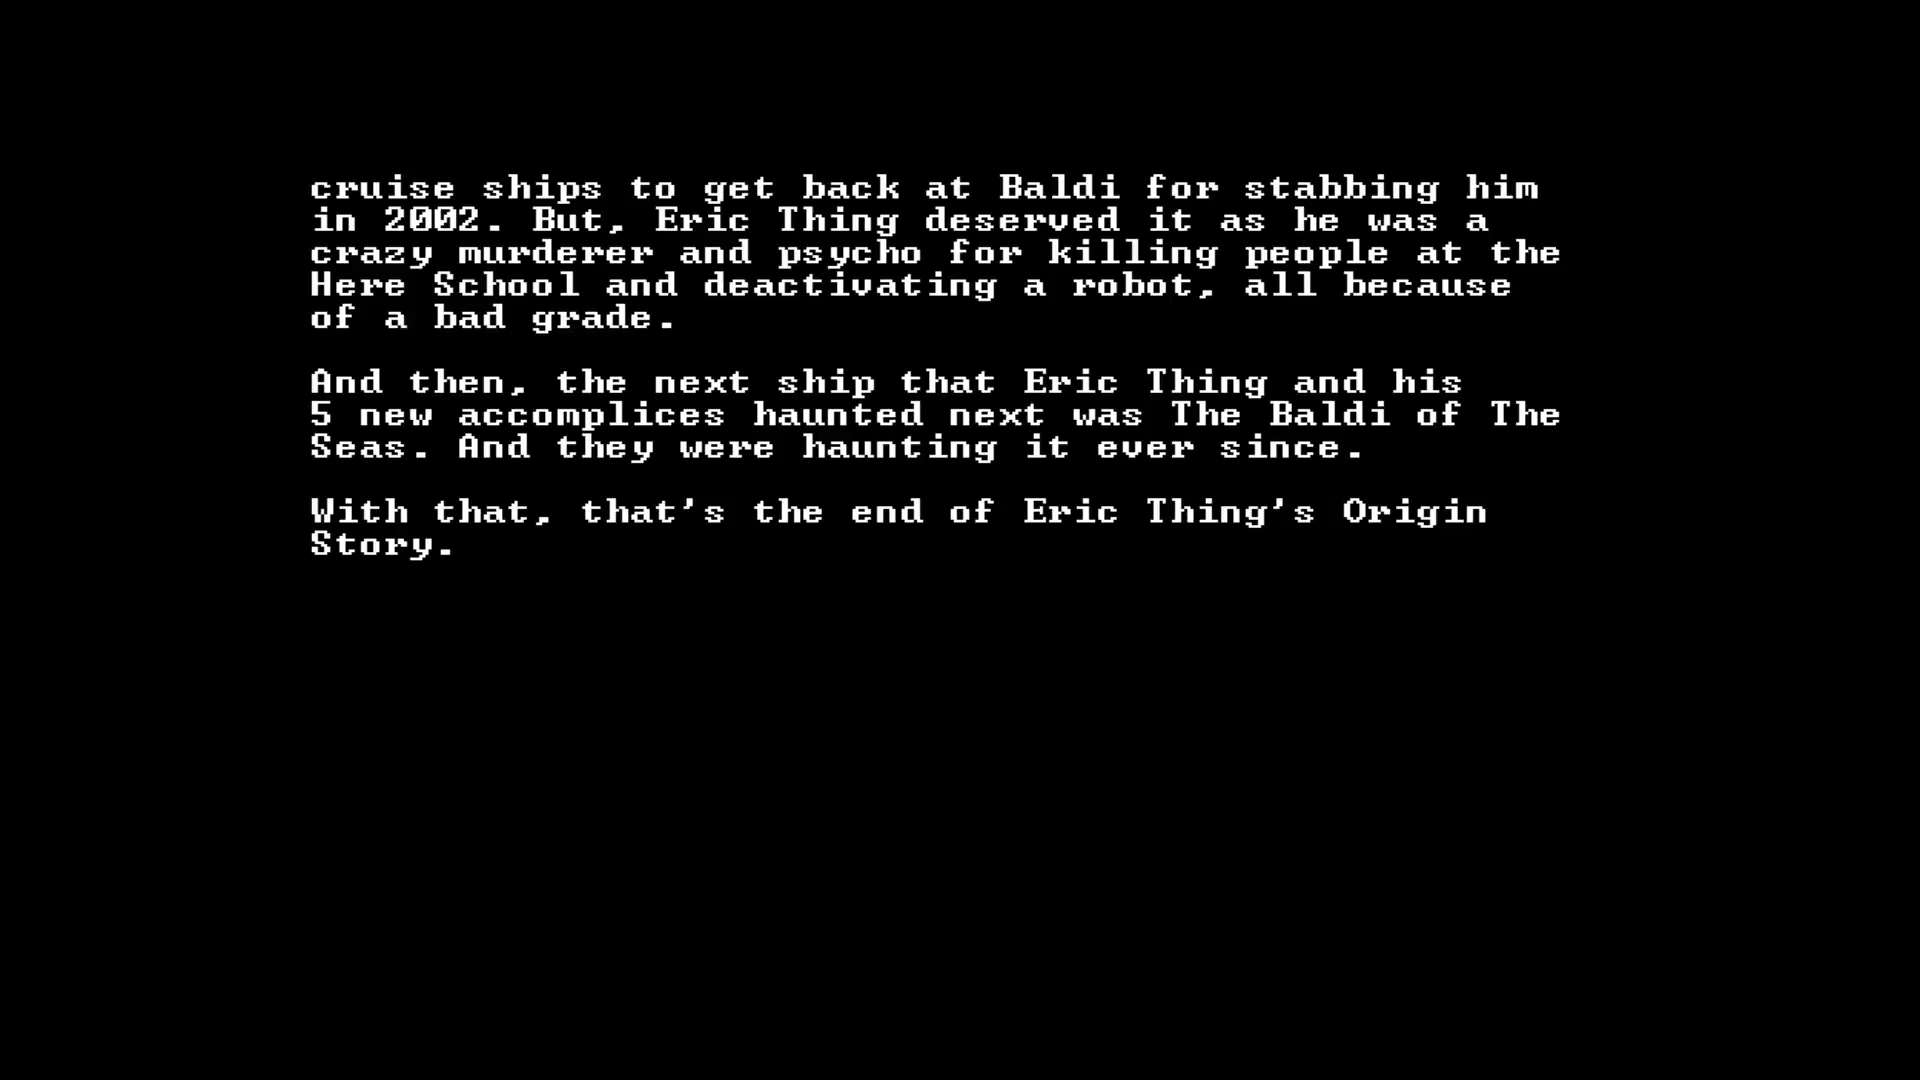 cruise ships to get back at Baldi for stabbing him
in 2002. But, Eric Thing deserved it as he was a
crazy murderer and psycho for killing people at the
Here School and deactivating a robot, all because
of a bad grade.
And then, the next ship that Eric Thing and his
5 new accomplices haunted next was The Baldi of The
Seas. And they were haunting it ever since.
With that, that's the end of Eric Thing's Origin
Story.